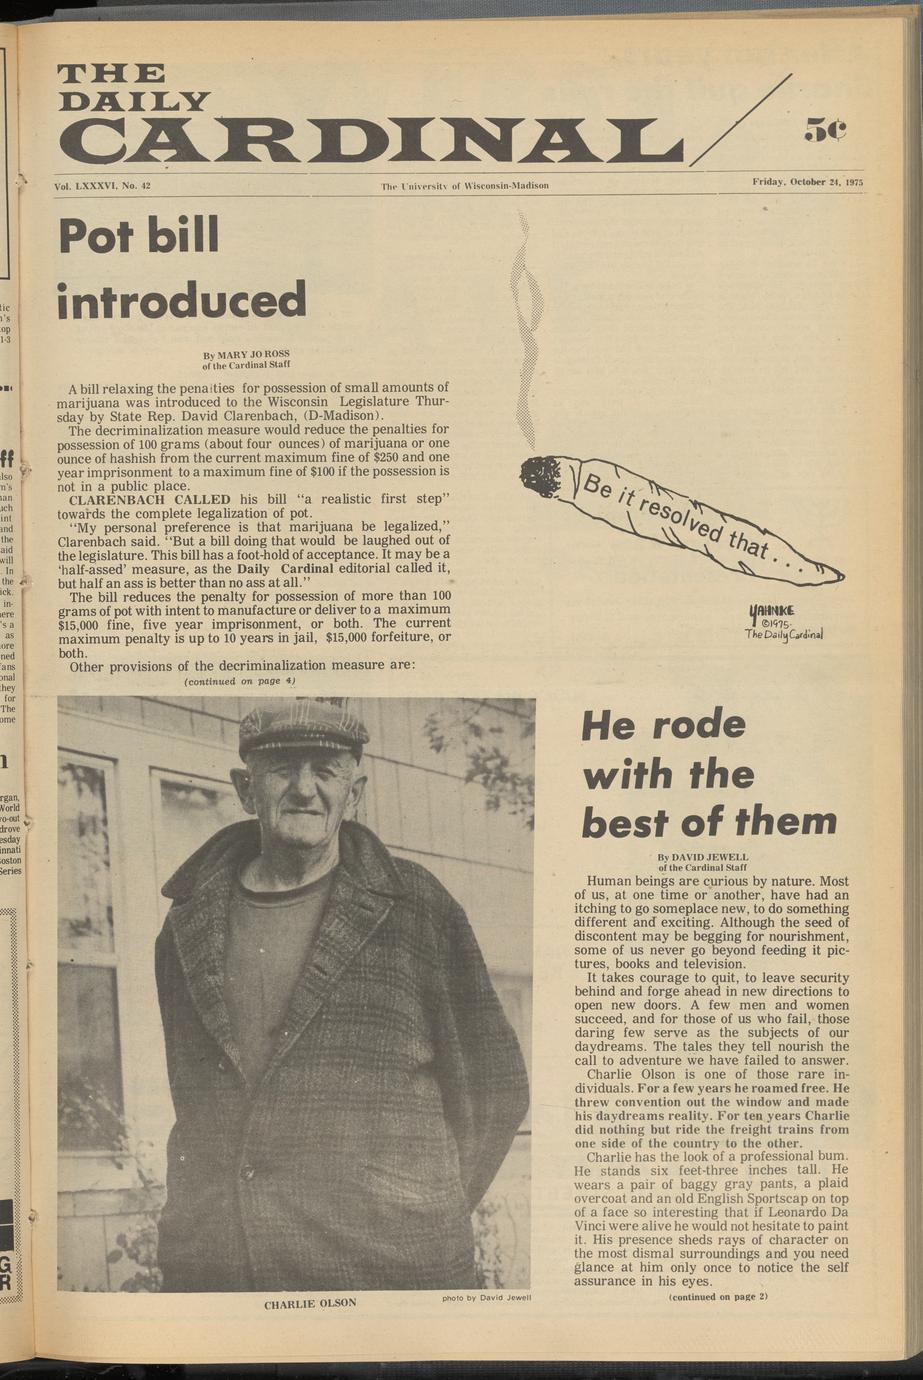 THE
DAILY
CARDINAL
5¢
Vol. LXXXVI, No. 42
The University of Wisconsin-Madison
Friday, October 24, 1975
Pot bill
introduced
By MARY JO ROSS
of the Cardinal Staff
A bill relaxing the penalties for possession of small amounts of
marijuana was introduced to the Wisconsin Legislature Thur-
sday by State Rep. David Clarenbach, (D-Madison).
The decriminalization measure would reduce the penalties for
possession of 100 grams (about four ounces) of marijuana or one
ounce of hashish from the current maximum fine of $250 and one
year imprisonment to a maximum fine of $100 if the possession is
not in a public place.
CLARENBACH CALLED his bill “a realistic first step”
towards the complete legalization of pot.
“My personal preference is that marijuana be legalized,”
Clarenbach said. “But a bill doing that would be laughed out of
the legislature. This bill has a foot-hold of acceptance. It may be a
‘half-assed’ measure, as the Daily Cardinal editorial called it,
but half an ass is better than no ass at all.”
The bill reduces the penalty for possession of more than 100
grams of pot with intent to manufacture or deliver to a maximum
$15,000 fine, five year imprisonment, or both. The current
maximum penalty is up to 10 years in jail, $15,000 forfeiture, or
both.
Other provisions of the decriminalization measure are:
(continued on page 4)
Be it resolved that . . .
YAHNKE
©1975
The Daily Cardinal
CHARLIE OLSON
photo by David Jewell
He rode
with the
best of them
By DAVID JEWELL
of the Cardinal Staff
Human beings are curious by nature. Most
of us, at one time or another, have had an
itching to go someplace new, to do something
different and exciting. Although the seed of
discontent may be begging for nourishment,
some of us never go beyond feeding it pic-
tures, books and television.
It takes courage to quit, to leave security
behind and forge ahead in new directions to
open new doors. A few men and women
succeed, and for those of us who fail, those
daring few serve as the subjects of our
daydreams. The tales they tell nourish the
call to adventure we have failed to answer.
Charlie Olson is one of those rare in-
dividuals. For a few years he roamed free. He
threw convention out the window and made
his daydreams reality. For ten years Charlie
did nothing but ride the freight trains from
one side of the country to the other.
Charlie has the look of a professional bum.
He stands six feet-three inches tall. He
wears a pair of baggy gray pants, a plaid
overcoat and an old English Sportscap on top
of a face so interesting that if Leonardo Da
Vinci were alive he would not hesitate to paint
it. His presence sheds rays of character on
the most dismal surroundings and you need
glance at him only once to notice the self
assurance in his eyes.
(continued on page 2)